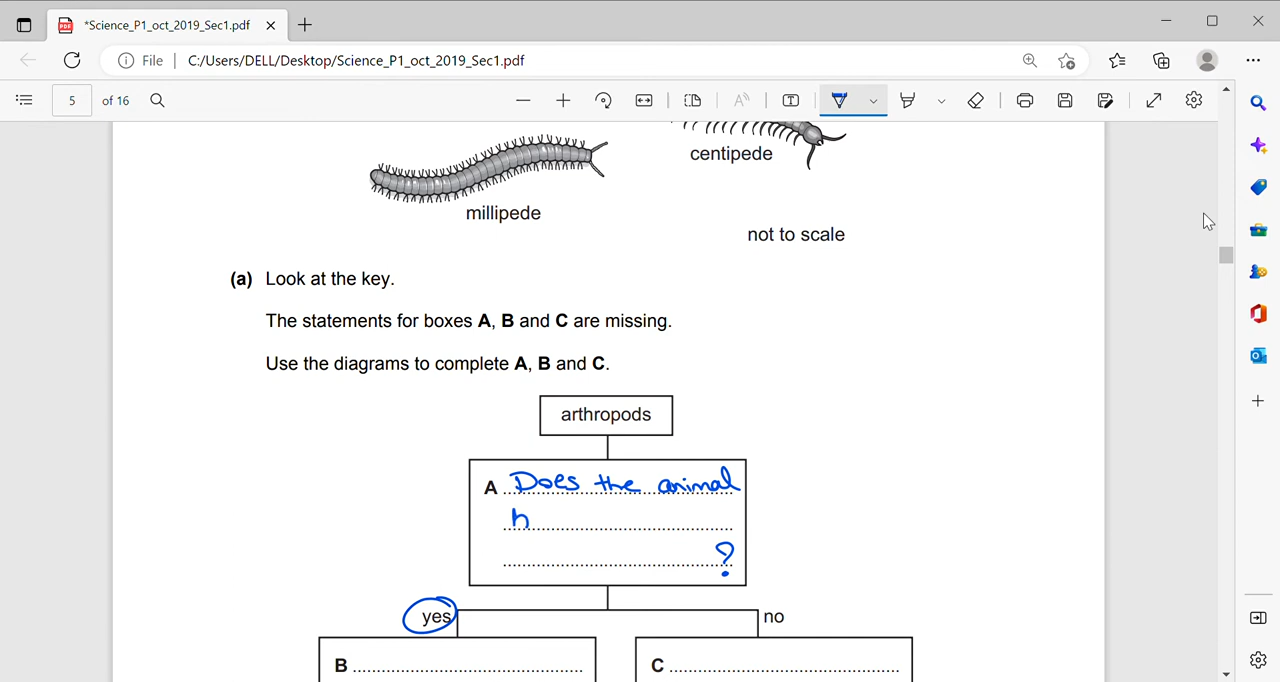 *Science_P1_oct_2019_Sec1.pdf
File C:/Users/DELL/Desktop/Science_P1_oct_2019_Sec1.pdf
5 of 16
centipede
millipede
not to scale
(a) Look at the key.
The statements for boxes A, B and C are missing.
Use the diagrams to complete A, B and C.
arthropods
A Does the animal
h
?
yes no
B C